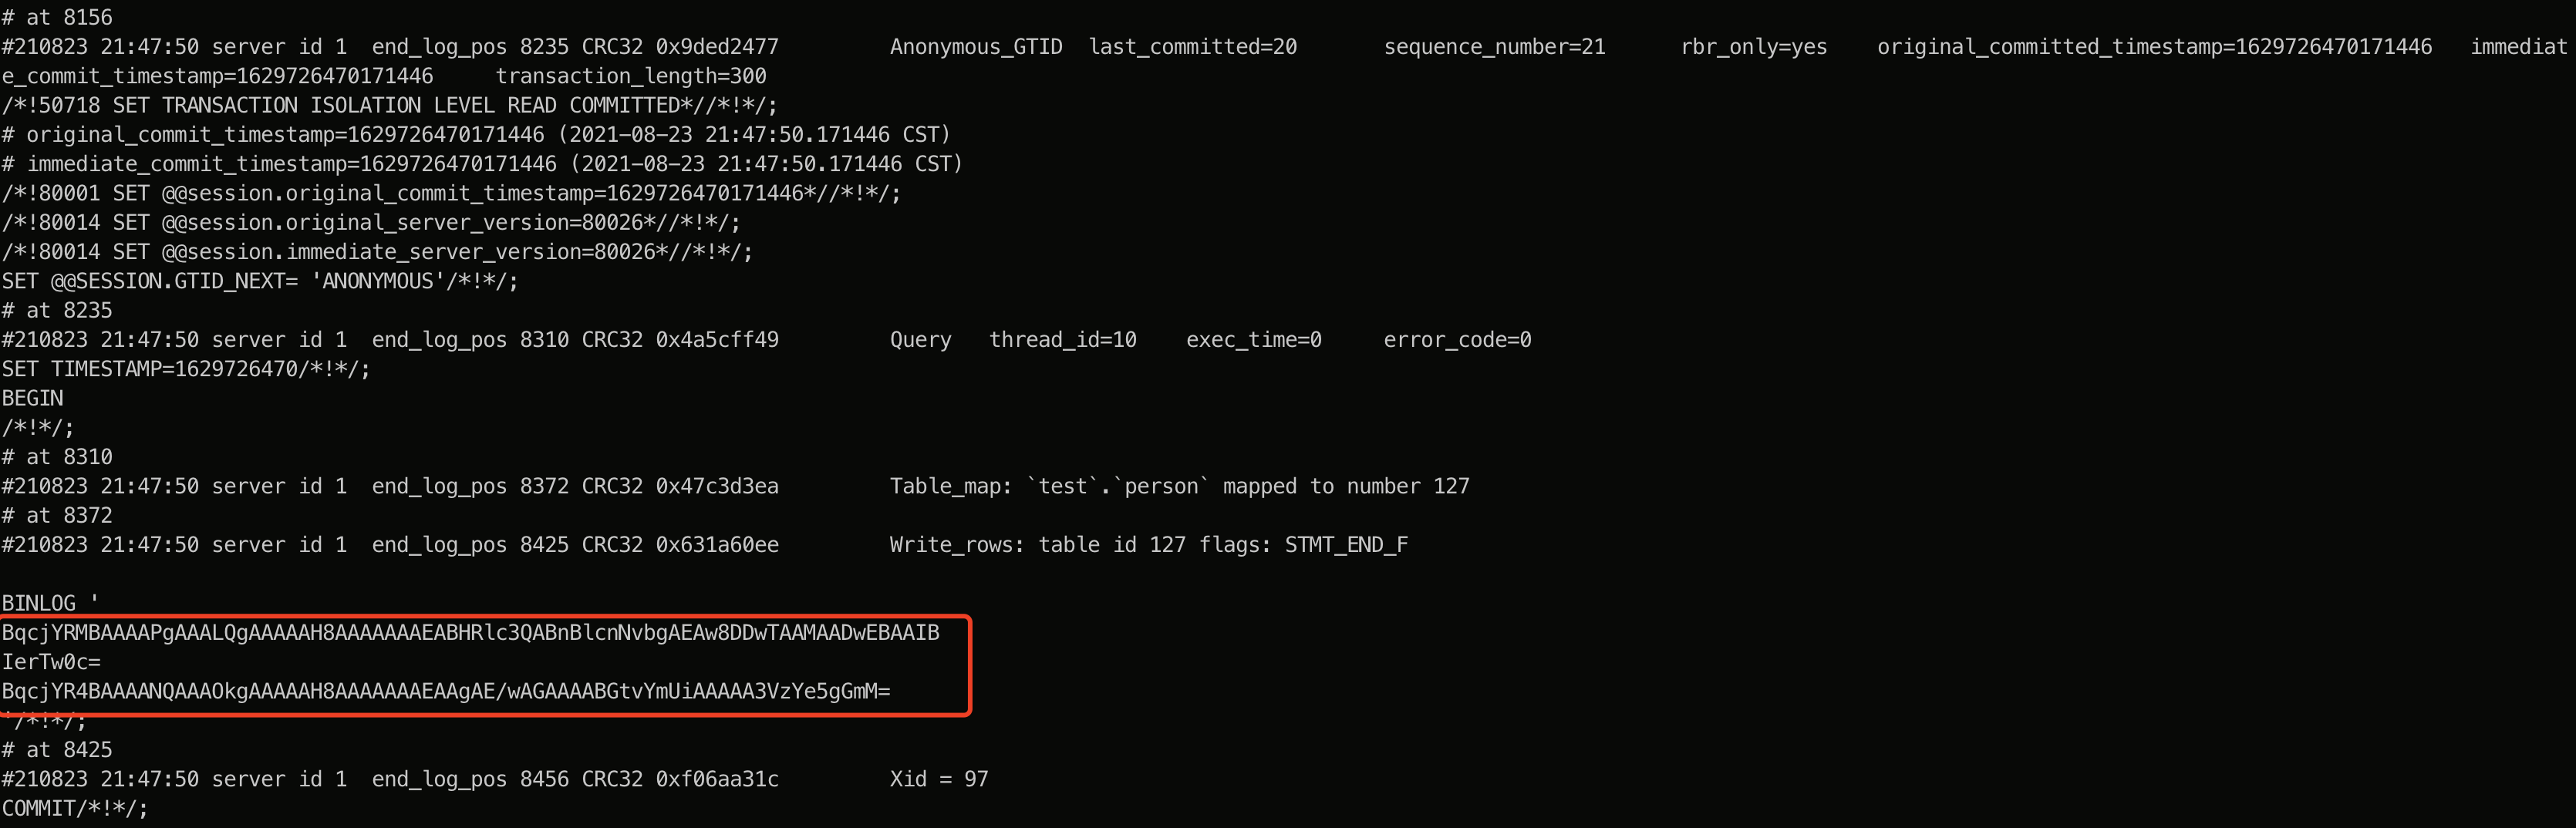 # at 8156
#210823 21:47:50 server id 1  end_log_pos 8235 CRC32 0x9ded2477         Anonymous_GTID  last_committed=20       sequence_number=21      rbr_only=yes    original_committed_timestamp=1629726470171446   immediat
e_commit_timestamp=1629726470171446     transaction_length=300
/*!50718 SET TRANSACTION ISOLATION LEVEL READ COMMITTED*//*!*/;
# original_commit_timestamp=1629726470171446 (2021-08-23 21:47:50.171446 CST)
# immediate_commit_timestamp=1629726470171446 (2021-08-23 21:47:50.171446 CST)
/*!80001 SET @@session.original_commit_timestamp=1629726470171446*//*!*/;
/*!80014 SET @@session.original_server_version=80026*//*!*/;
/*!80014 SET @@session.immediate_server_version=80026*//*!*/;
SET @@SESSION.GTID_NEXT= 'ANONYMOUS'/*!*/;
# at 8235
#210823 21:47:50 server id 1  end_log_pos 8310 CRC32 0x4a5cff49         Query   thread_id=10    exec_time=0     error_code=0
SET TIMESTAMP=1629726470/*!*/;
BEGIN
/*!*/;
# at 8310
#210823 21:47:50 server id 1  end_log_pos 8372 CRC32 0x47c3d3ea         Table_map: `test`.`person` mapped to number 127
# at 8372
#210823 21:47:50 server id 1  end_log_pos 8425 CRC32 0x631a60ee         Write_rows: table id 127 flags: STMT_END_F
BINLOG '
BqcjYRMBAAAAPgAAALQgAAAAAH8AAAAAAAEABHRlc3QABnBlcnNvbgAEAw8DDwTAAMAADwEBAAIB
IerTw0c=
BqcjYR4BAAAANQAAAOkgAAAAAH8AAAAAAAEAAgAE/wAGAAAABGtvYmUiAAAAA3VzYe5gGmM=
'/*!*/;
# at 8425
#210823 21:47:50 server id 1  end_log_pos 8456 CRC32 0xf06aa31c         Xid = 97
COMMIT/*!*/;